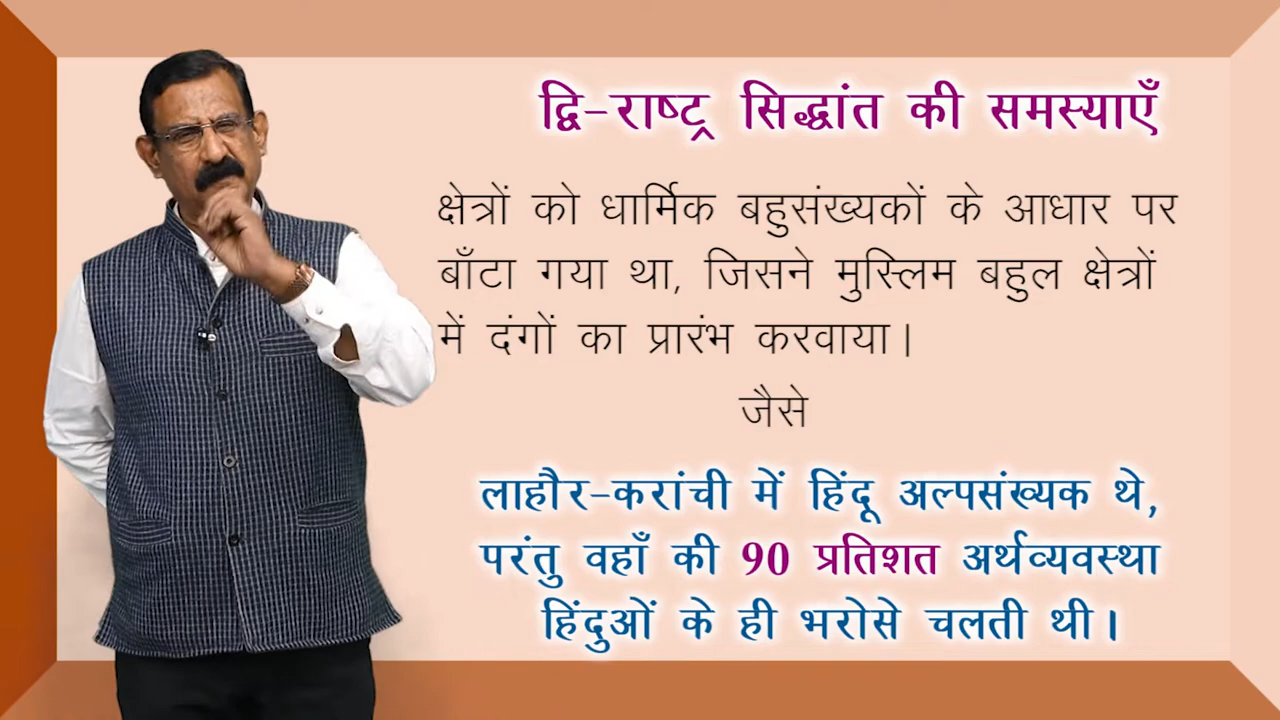 द्वि-राष्ट्र सिद्धांत की समस्याएँ
क्षेत्रों को धार्मिक बहुसंख्यकों के आधार पर
बाँटा गया था, जिसने मुस्लिम बहुल क्षेत्रों
में दंगों का प्रारंभ करवाया।
जैसे
लाहौर-करांची में हिंदू अल्पसंख्यक थे,
परंतु वहाँ की 90 प्रतिशत अर्थव्यवस्था
हिंदुओं के ही भरोसे चलती थी।